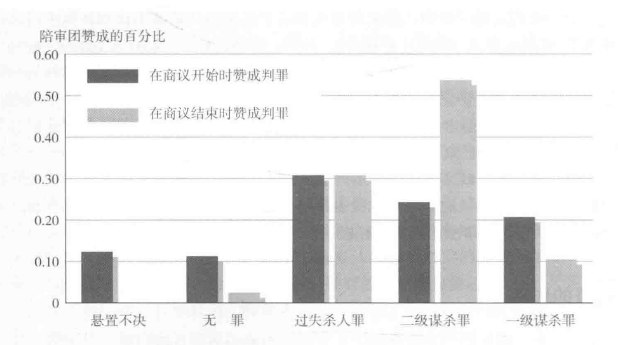 陪审团赞成的百分比
0.60
0.50
0.40
0.30
0.20
0.10
0
在商议开始时赞成判罪
在商议结束时赞成判罪
悬置不决 无 罪 过失杀人罪 二级谋杀罪 一级谋杀罪